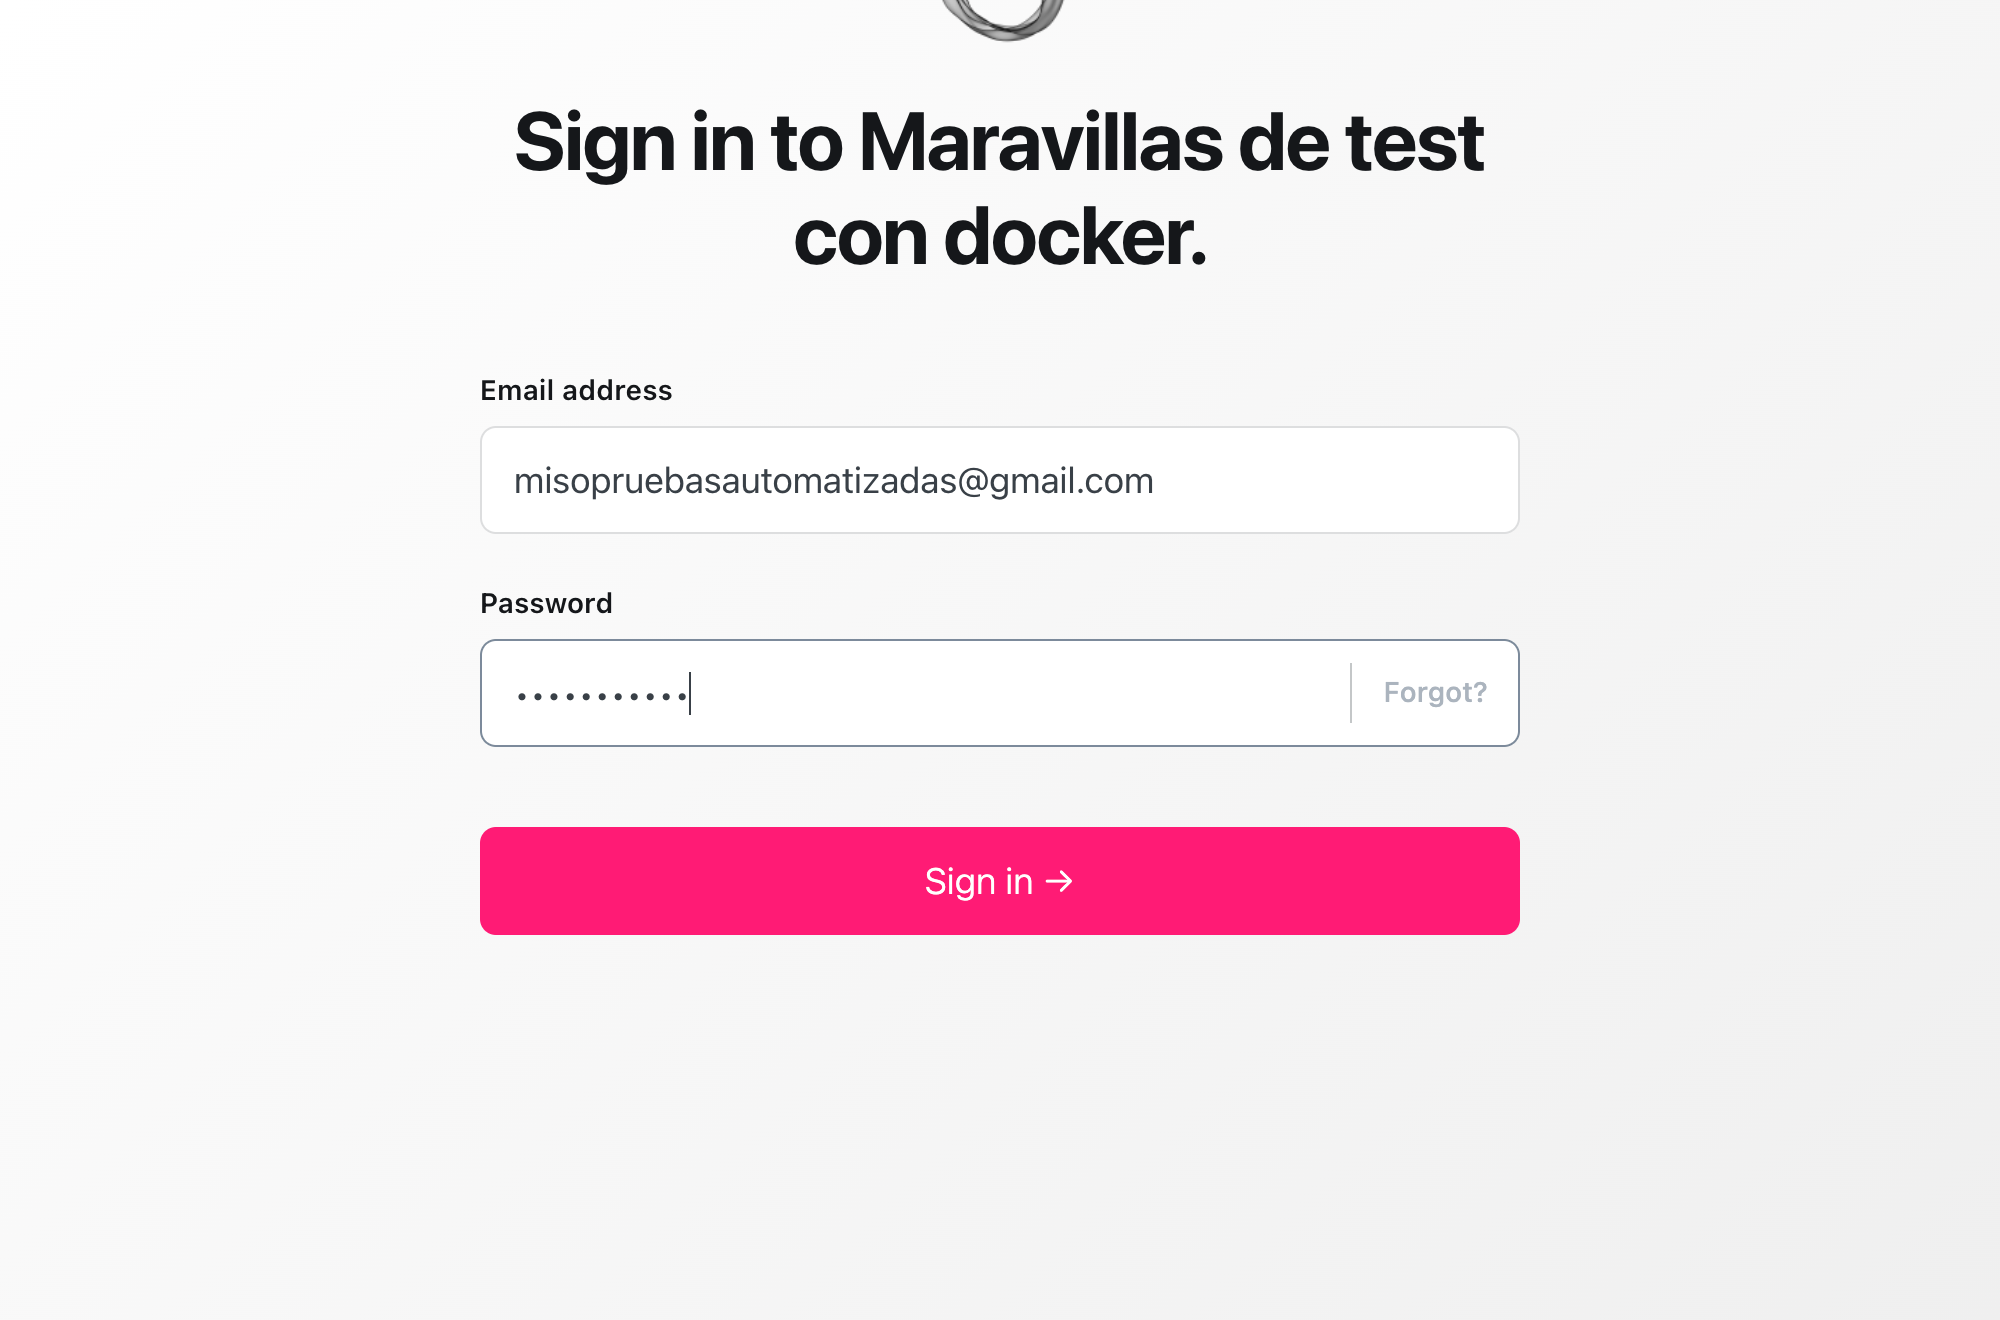 Sign in to Maravillas de test
con docker.
Email address
misopruebasautomatizadas@gmail.com
Password
•••••••••••
Forgot?
Sign in →